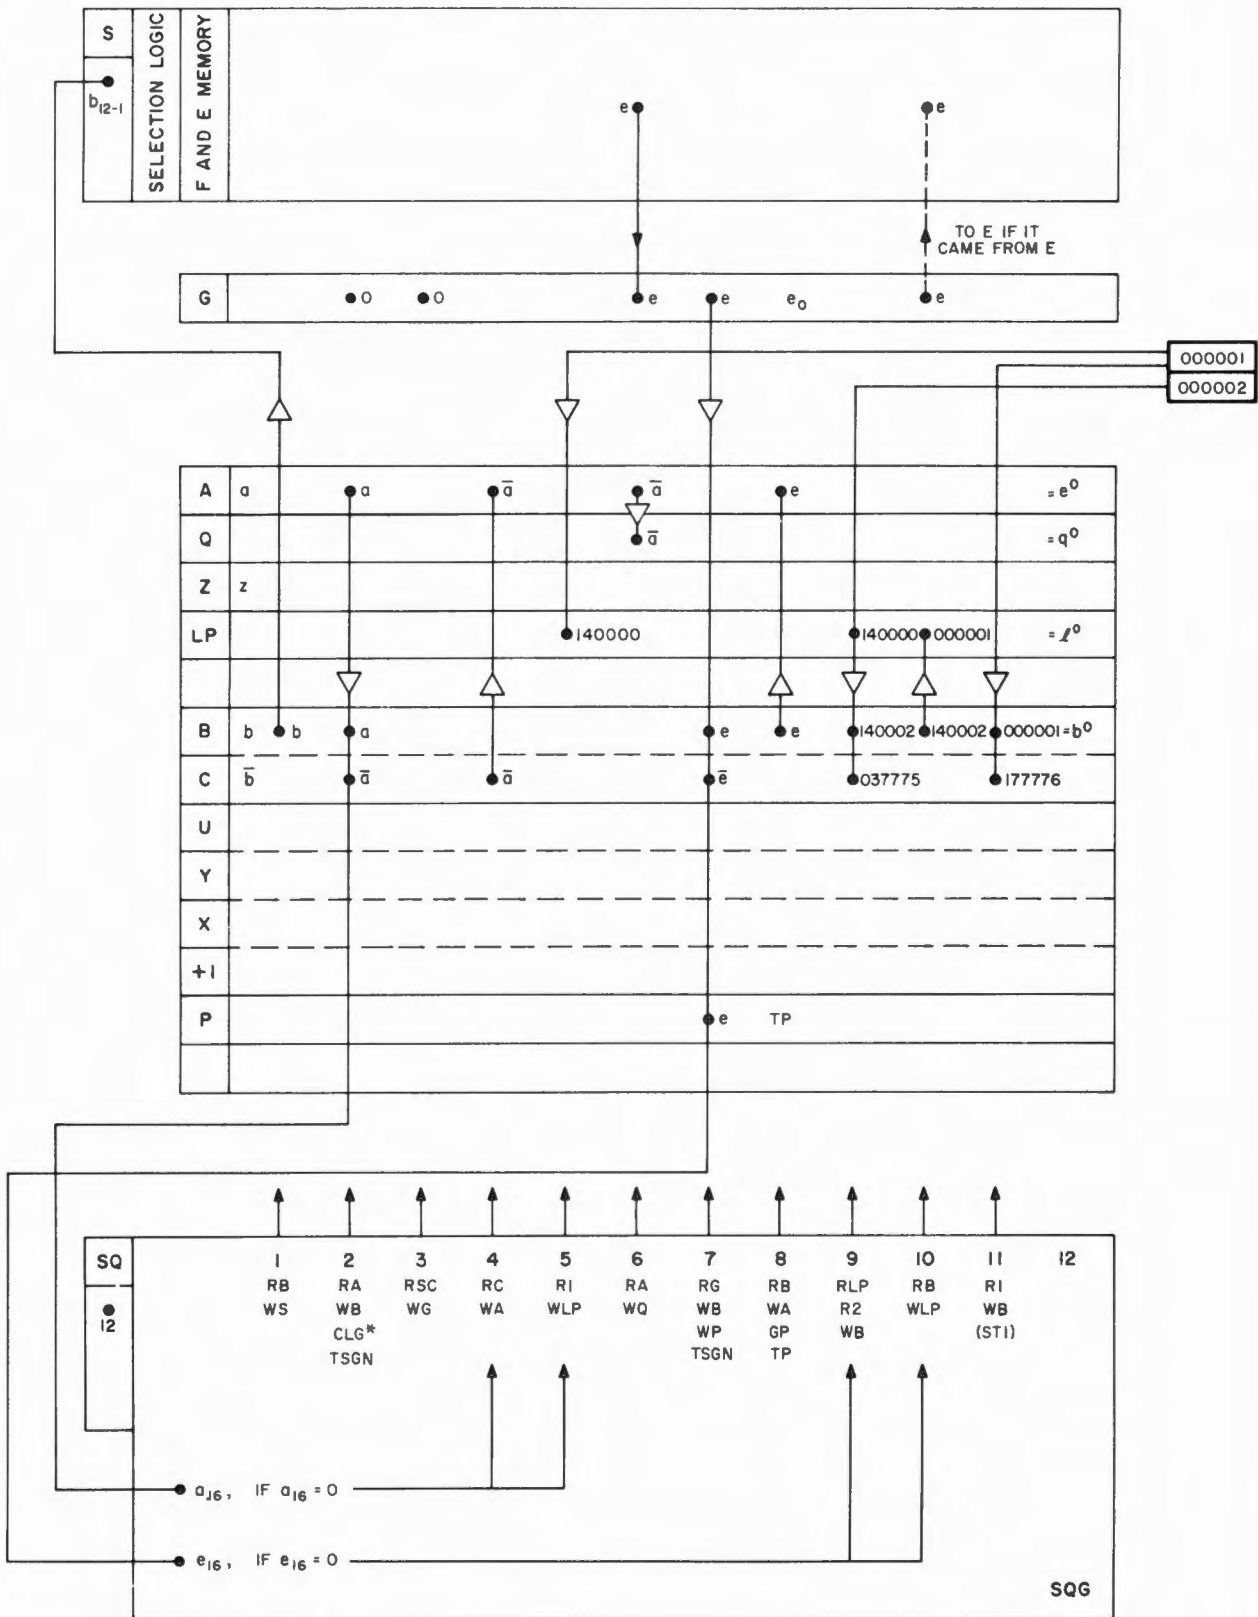 S
b12-1
SELECTION LOGIC
F AND E MEMORY
e
e
TO E IF IT
CAME FROM E
G
0 0 e e e0 e
000001
000002
A a a a̅ a̅ e = e⁰
Q a̅ = q⁰
Z z
LP 140000 140000 000001 = ℓ⁰
B b b a e e 140002 140002 000001 = b⁰
C b̅ a̅ a̅ e̅ 037775 177776
U
Y
X
+1
P e TP
SQ
12
1 2 3 4 5 6 7 8 9 10 11 12
RB RA RSC RC R1 RA RG RB RLP RB R1
WS WB WG WA WLP WQ WB WA R2 WLP WB
CLG* WP GP WB (ST1)
TSGN TSGN TP
a16, IF a16 = 0
e16, IF e16 = 0
SQG